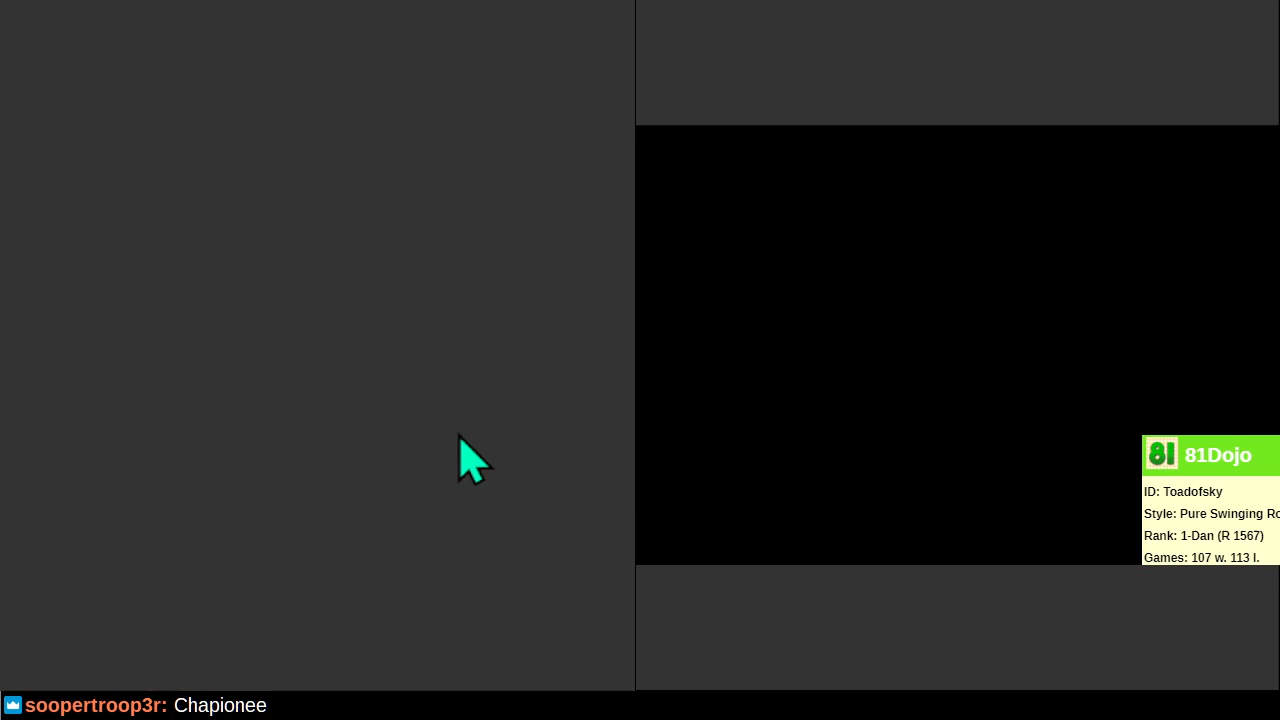 81 81Dojo
ID: Toadofsky
Style: Pure Swinging Ro
Rank: 1-Dan (R 1567)
Games: 107 w. 113 l.
soopertroop3r: Chapionee